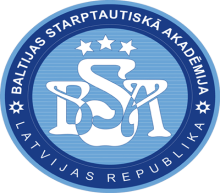 BALTIJAS STARPTAUTISKĀ AKADĒMIJA
BSA
LATVIJAS REPUBLIKA